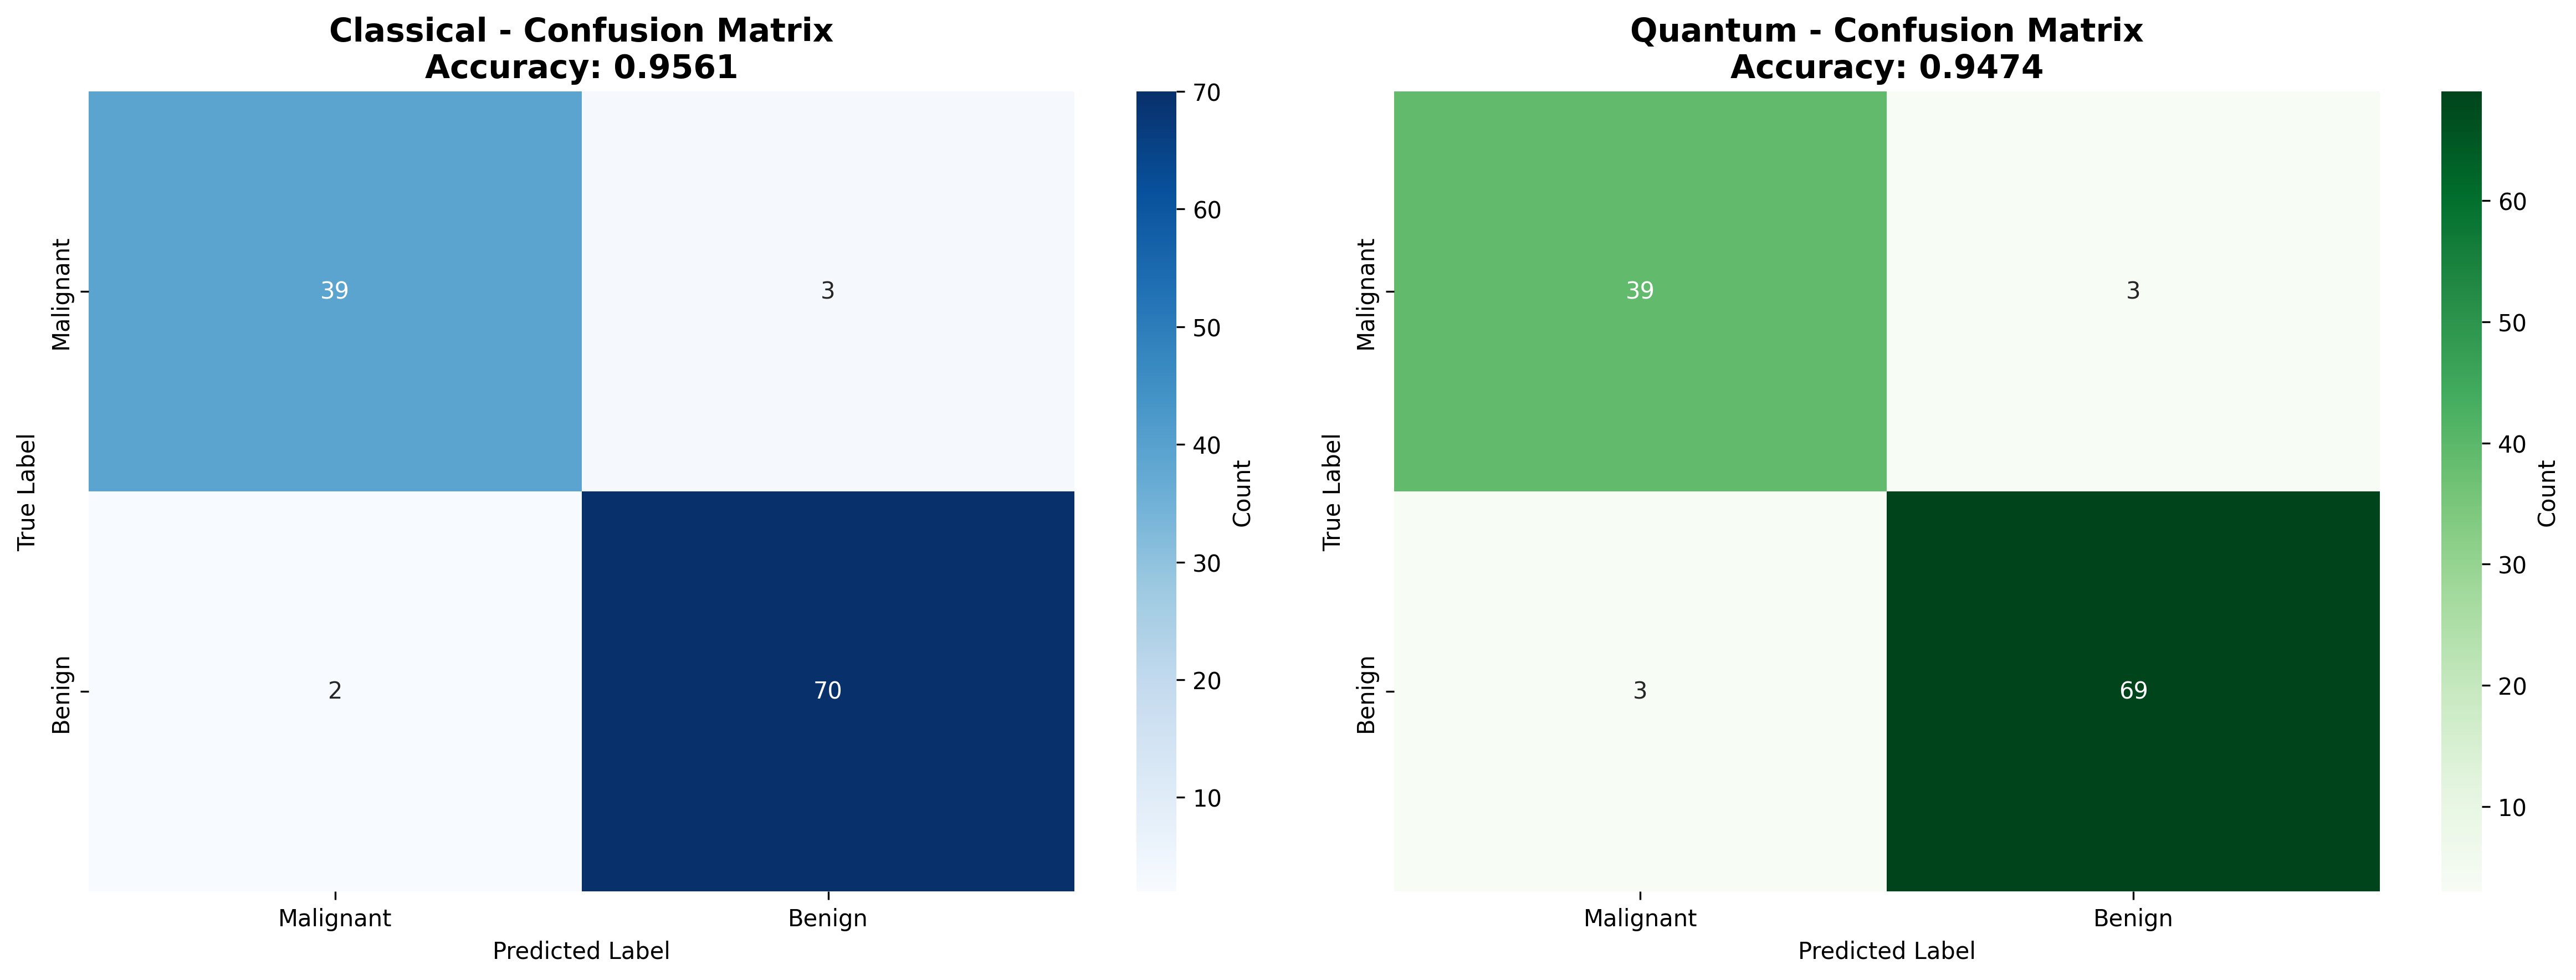 Classical - Confusion Matrix
Accuracy: 0.9561
True Label
Malignant
Benign
39
3
2
70
Malignant
Benign
Predicted Label
70
60
50
40
30
20
10
Count
Quantum - Confusion Matrix
Accuracy: 0.9474
True Label
Malignant
Benign
39
3
3
69
Malignant
Benign
Predicted Label
60
50
40
30
20
10
Count